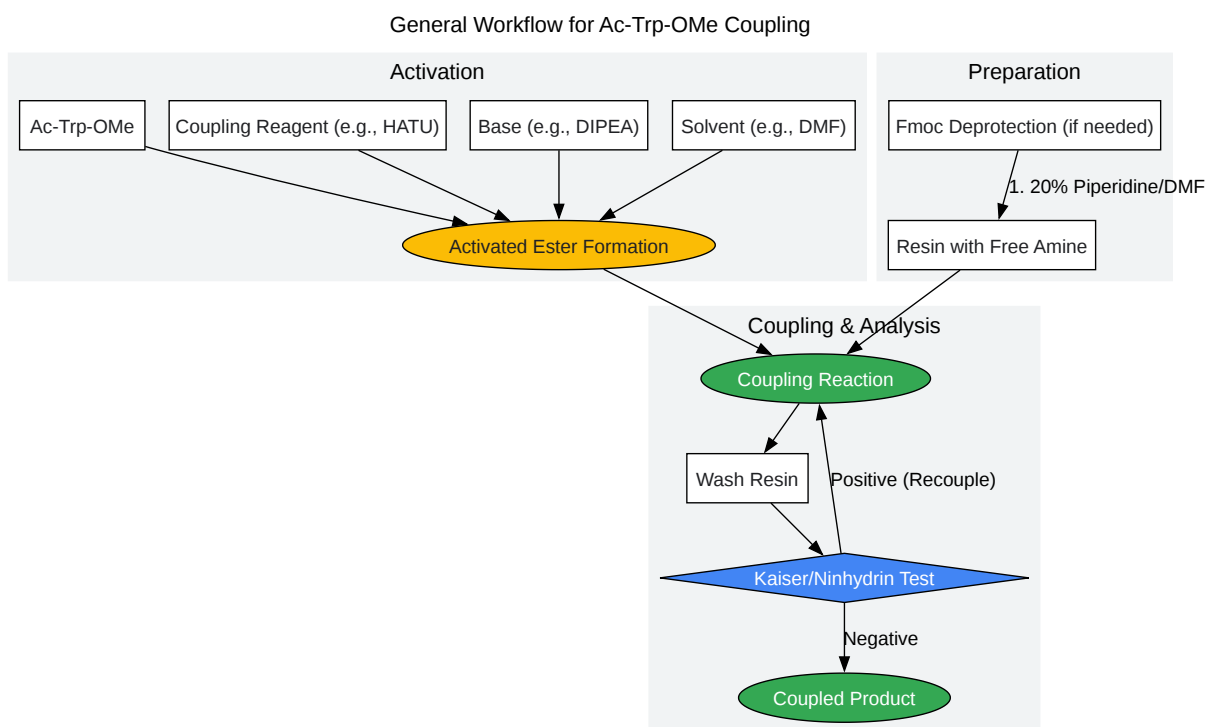 General Workflow for Ac-Trp-OMe Coupling
Activation
Preparation
Ac-Trp-OMe
Coupling Reagent (e.g., HATU)
Base (e.g., DIPEA)
Solvent (e.g., DMF)
Fmoc Deprotection (if needed)
1. 20% Piperidine/DMF
Activated Ester Formation
Resin with Free Amine
Coupling & Analysis
Coupling Reaction
Wash Resin
Positive (Recouple)
Kaiser/Ninhydrin Test
Negative
Coupled Product